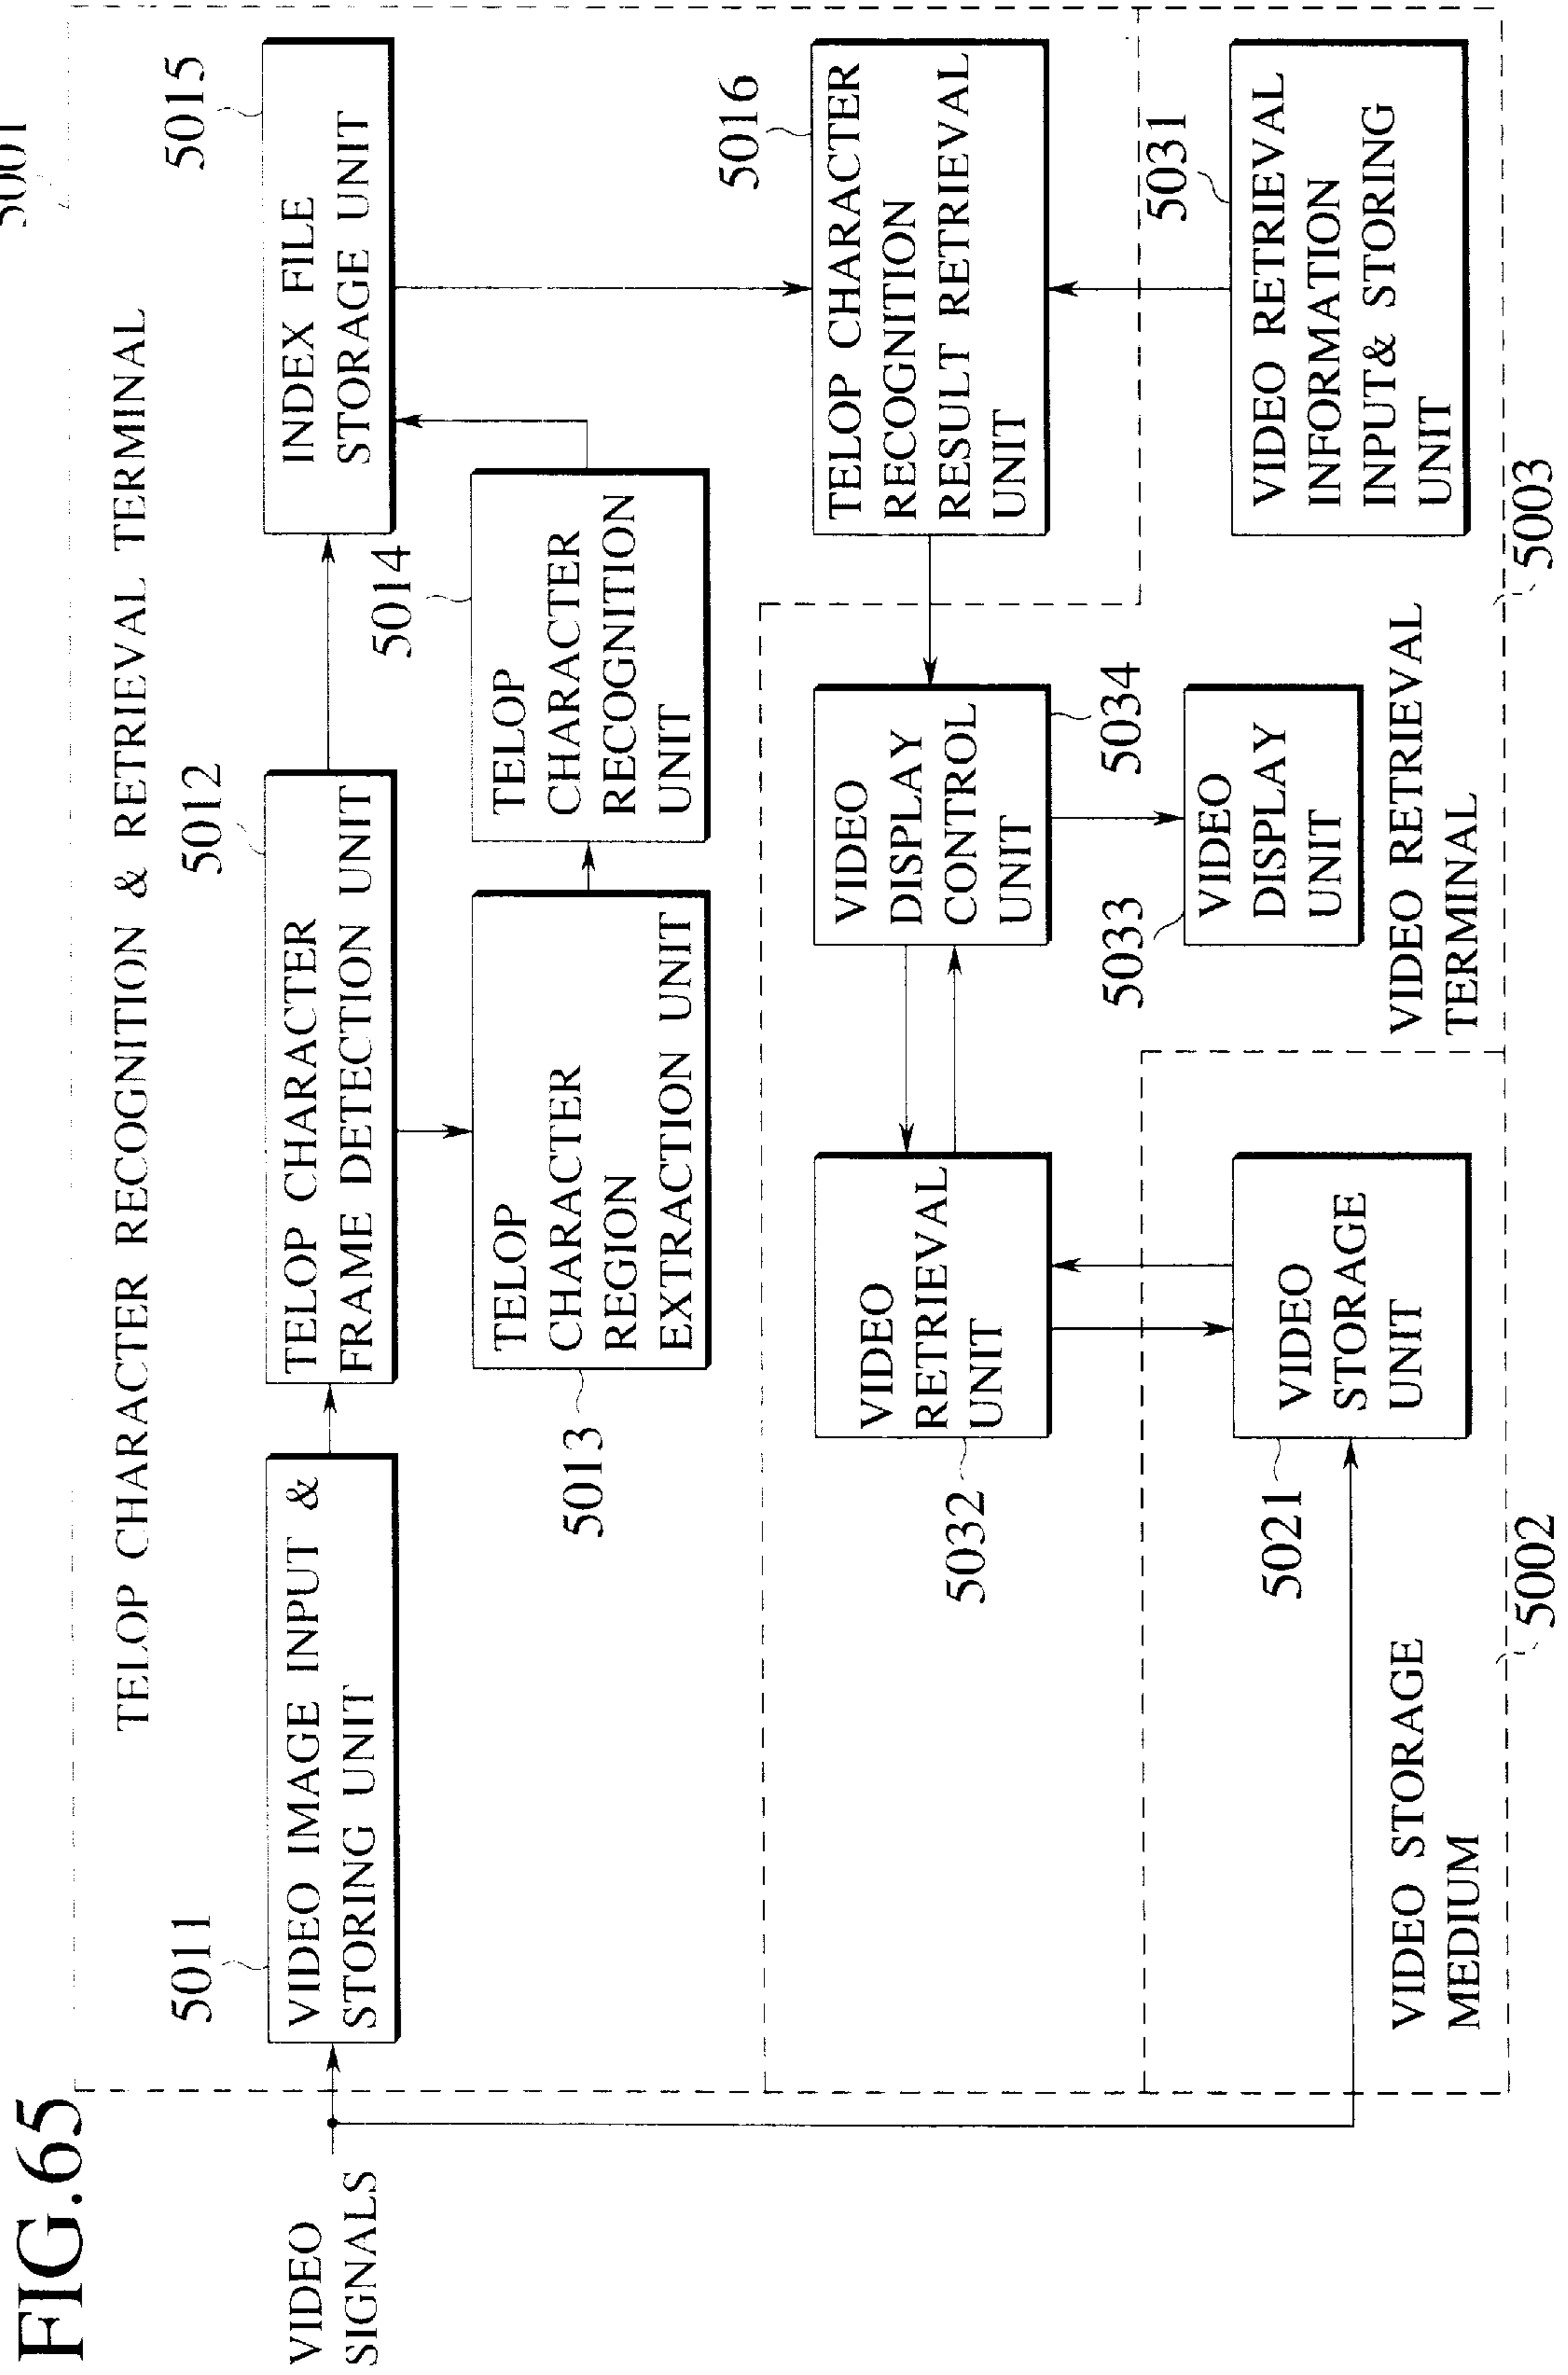 FIG.65
5001
TELOP CHARACTER RECOGNITION & RETRIEVAL TERMINAL
VIDEO
SIGNALS
5011
VIDEO IMAGE INPUT &
STORING UNIT
5012
TELOP CHARACTER
FRAME DETECTION UNIT
5015
INDEX FILE
STORAGE UNIT
5013
TELOP
CHARACTER
REGION
EXTRACTION UNIT
5014
TELOP
CHARACTER
RECOGNITION
UNIT
5016
TELOP CHARACTER
RECOGNITION
RESULT RETRIEVAL
UNIT
5032
VIDEO
RETRIEVAL
UNIT
5034
VIDEO
DISPLAY
CONTROL
UNIT
5033
VIDEO
DISPLAY
UNIT
5031
VIDEO RETRIEVAL
INFORMATION
INPUT& STORING
UNIT
5021
VIDEO
STORAGE
UNIT
VIDEO STORAGE
MEDIUM
5002
VIDEO RETRIEVAL
TERMINAL
5003